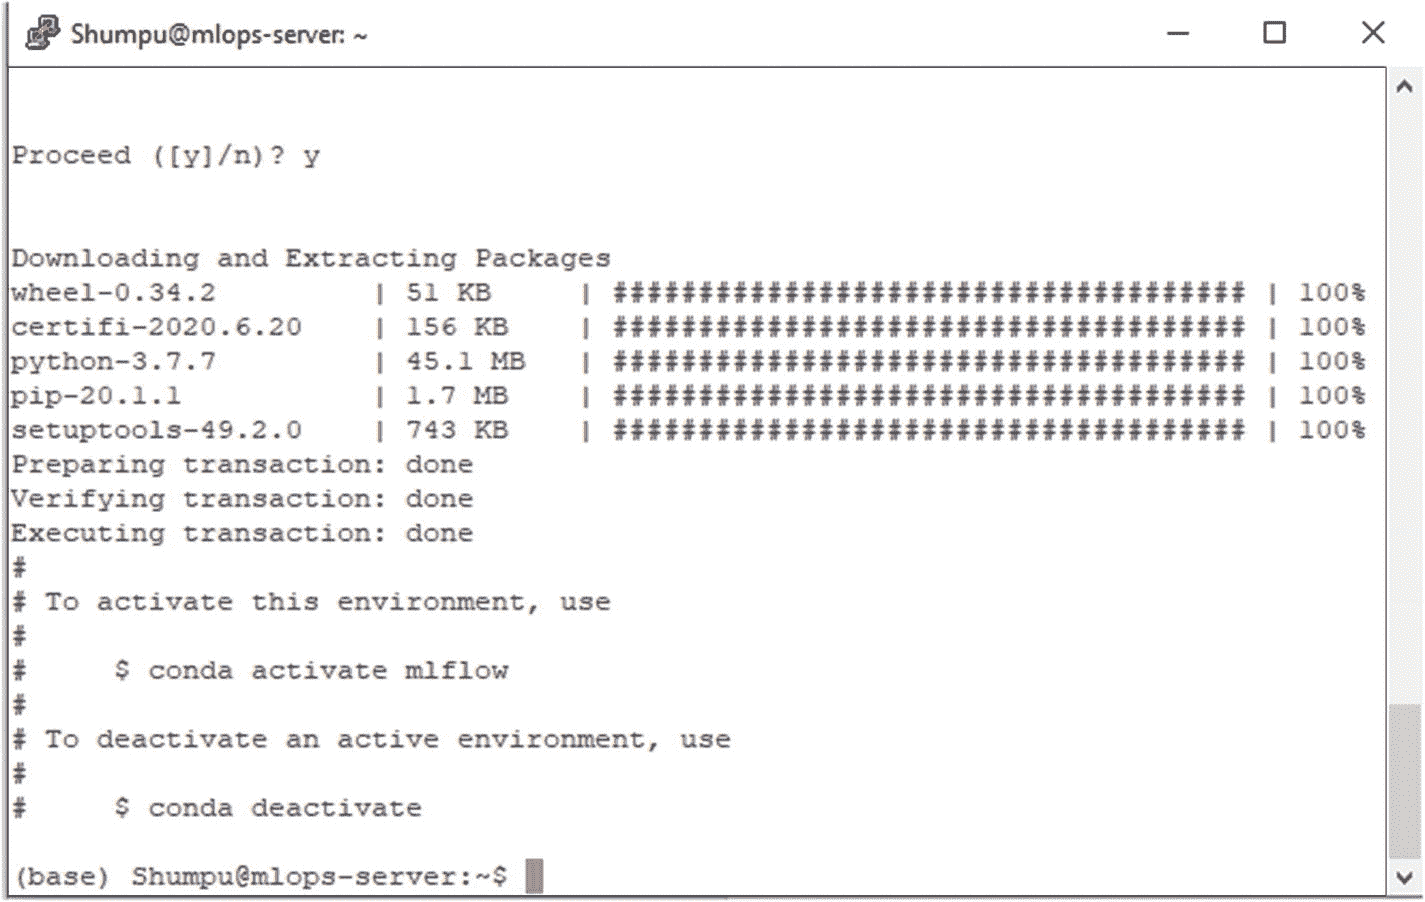 Shumpu@mlops-server: ~
Proceed ([y]/n)? y
Downloading and Extracting Packages
wheel-0.34.2         | 51 KB     | ##################################### | 100%
certifi-2020.6.20    | 156 KB    | ##################################### | 100%
python-3.7.7         | 45.1 MB   | ##################################### | 100%
pip-20.1.1           | 1.7 MB    | ##################################### | 100%
setuptools-49.2.0    | 743 KB    | ##################################### | 100%
Preparing transaction: done
Verifying transaction: done
Executing transaction: done
#
# To activate this environment, use
#
#     $ conda activate mlflow
#
# To deactivate an active environment, use
#
#     $ conda deactivate
(base) Shumpu@mlops-server:~$